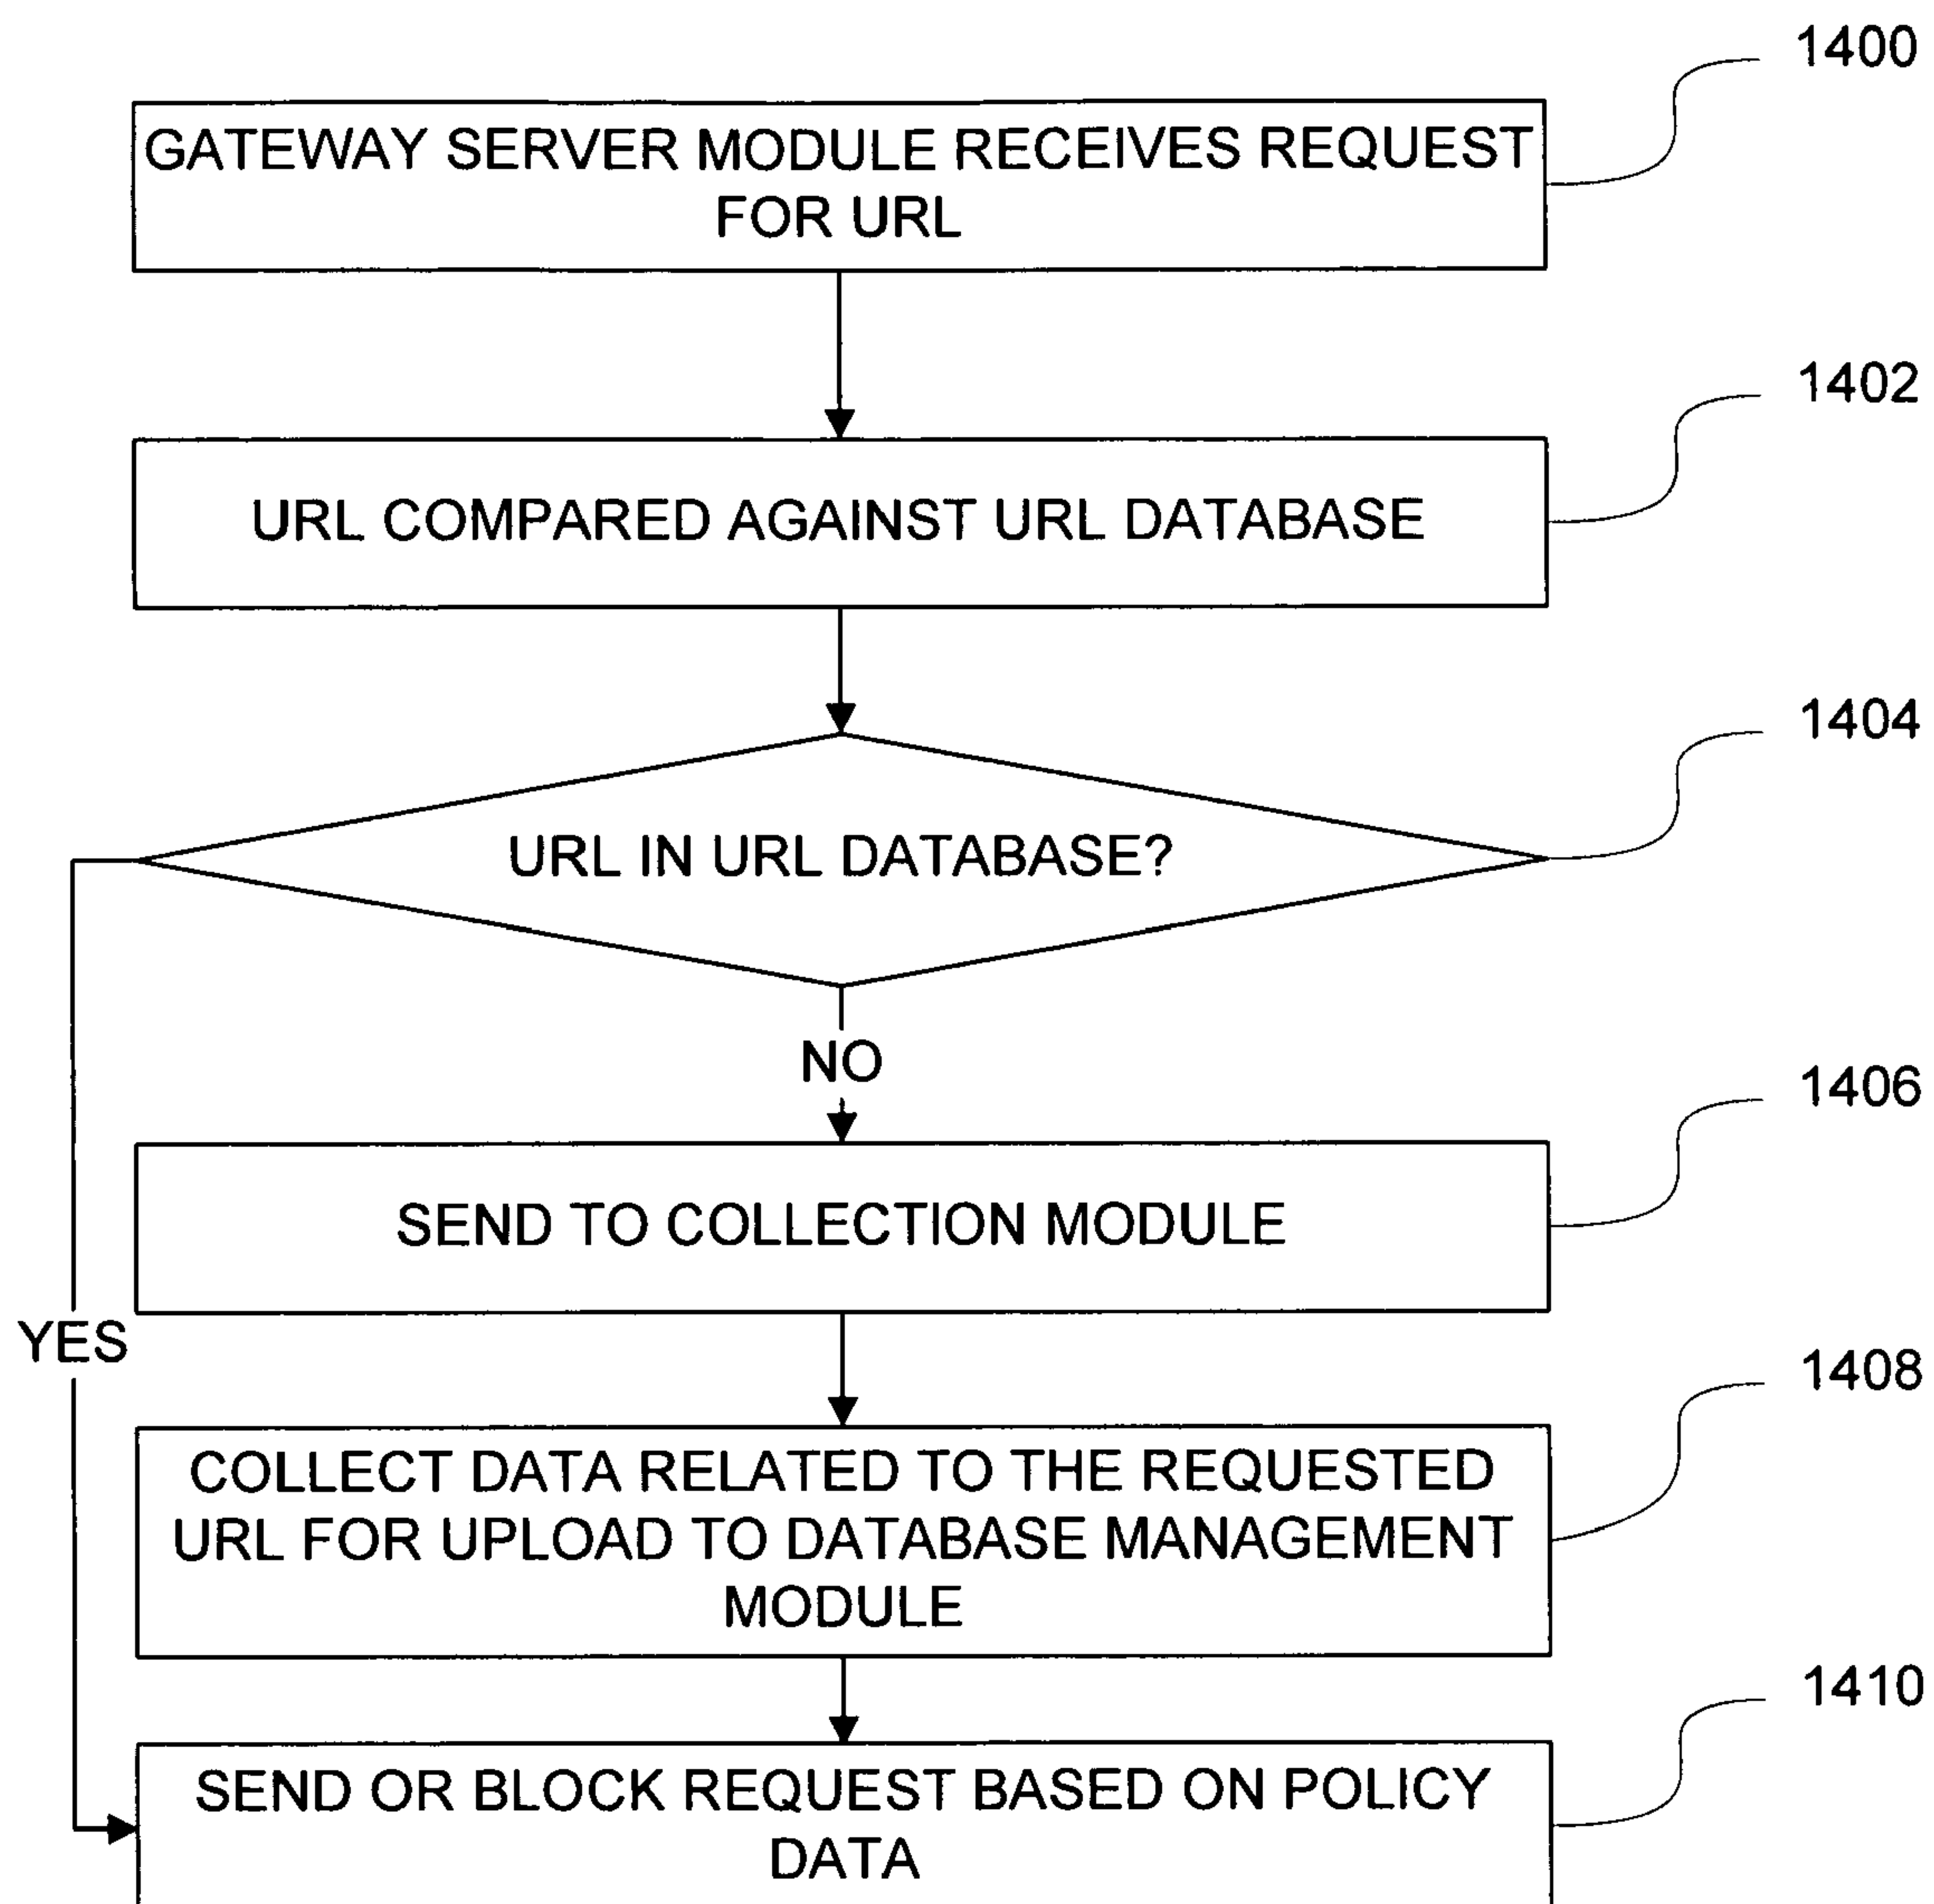 1400
GATEWAY SERVER MODULE RECEIVES REQUEST
FOR URL
1402
URL COMPARED AGAINST URL DATABASE
1404
URL IN URL DATABASE?
NO
1406
SEND TO COLLECTION MODULE
YES
1408
COLLECT DATA RELATED TO THE REQUESTED
URL FOR UPLOAD TO DATABASE MANAGEMENT
MODULE
1410
SEND OR BLOCK REQUEST BASED ON POLICY
DATA